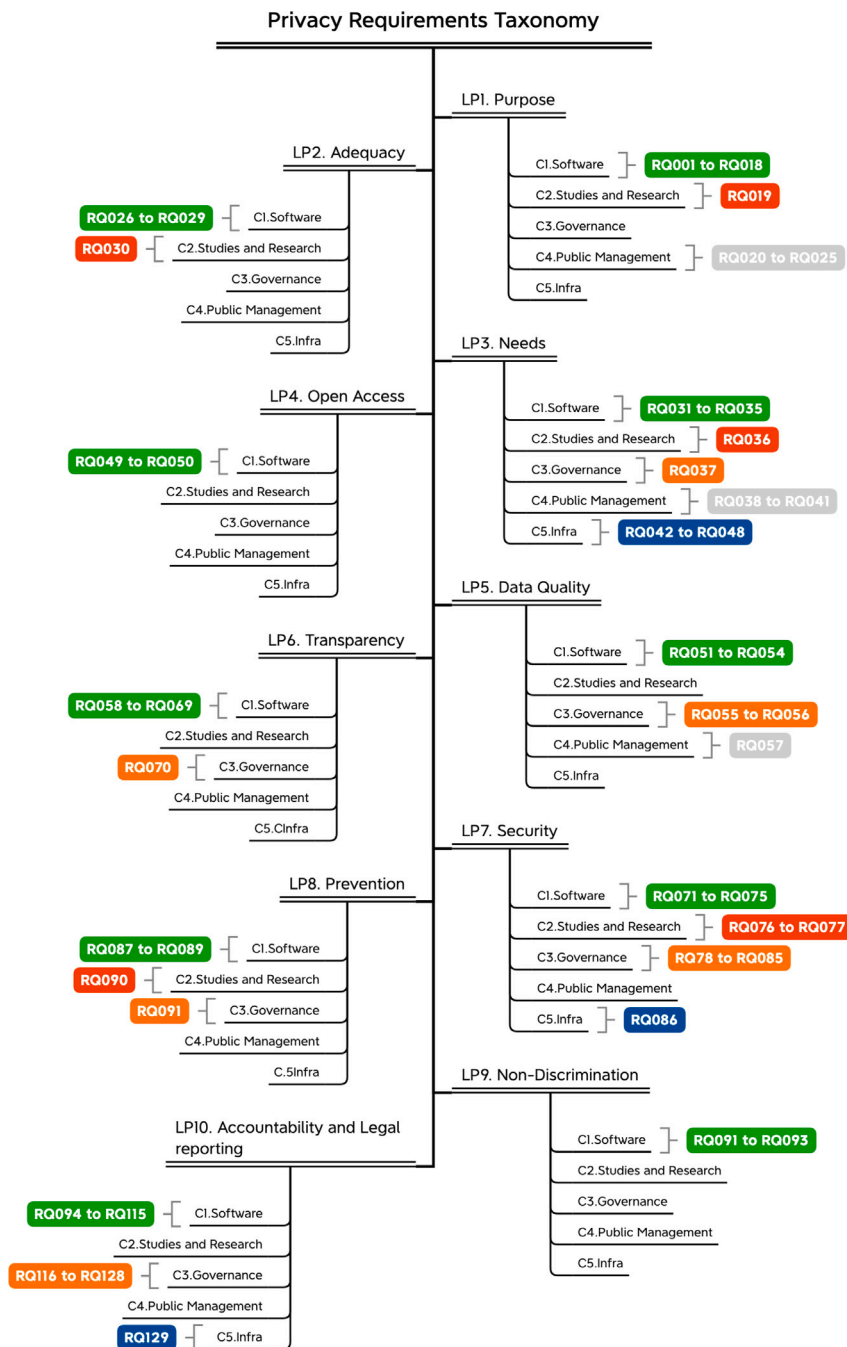 Privacy Requirements Taxonomy
LP1. Purpose
C1.Software
RQ001 to RQ018
C2.Studies and Research
RQ019
C3.Governance
C4.Public Management
RQ020 to RQ025
C5.Infra
LP2. Adequacy
RQ026 to RQ029
C1.Software
RQ030
C2.Studies and Research
C3.Governance
C4.Public Management
C5.Infra
LP3. Needs
C1.Software
RQ031 to RQ035
C2.Studies and Research
RQ036
C3.Governance
RQ037
C4.Public Management
RQ038 to RQ041
C5.Infra
RQ042 to RQ048
LP4. Open Access
RQ049 to RQ050
C1.Software
C2.Studies and Research
C3.Governance
C4.Public Management
C5.Infra
LP5. Data Quality
C1.Software
RQ051 to RQ054
C2.Studies and Research
C3.Governance
RQ055 to RQ056
C4.Public Management
RQ057
C5.Infra
LP6. Transparency
RQ058 to RQ069
C1.Software
C2.Studies and Research
RQ070
C3.Governance
C4.Public Management
C5.CInfra
LP7. Security
C1.Software
RQ071 to RQ075
C2.Studies and Research
RQ076 to RQ077
C3.Governance
RQ78 to RQ085
C4.Public Management
C5.Infra
RQ086
LP8. Prevention
RQ087 to RQ089
C1.Software
RQ090
C2.Studies and Research
RQ091
C3.Governance
C4.Public Management
C.5Infra
LP9. Non-Discrimination
C1.Software
RQ091 to RQ093
C2.Studies and Research
C3.Governance
C4.Public Management
C5.Infra
LP10. Accountability and Legal
reporting
RQ094 to RQ115
C1.Software
C2.Studies and Research
RQ116 to RQ128
C3.Governance
C4.Public Management
RQ129
C5.Infra